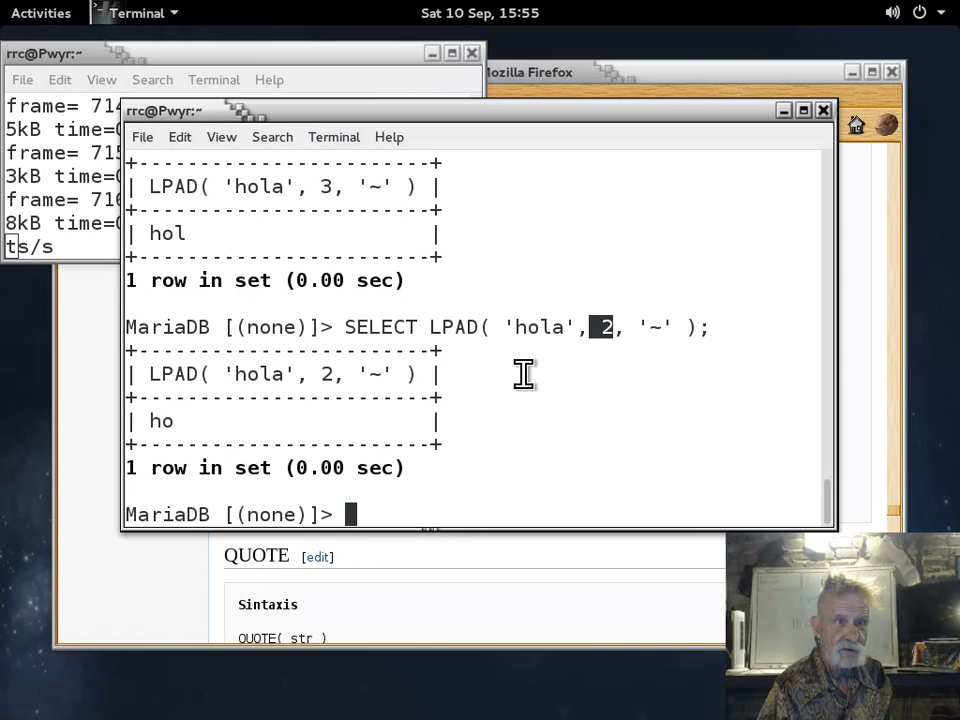 Activities Terminal Sat 10 Sep, 15:55
rrc@Pwyr:~
Mozilla Firefox
File Edit View Search Terminal Help
frame= 714
5kB time=0
frame= 715
3kB time=0
frame= 716
8kB time=0
ts/s
rrc@Pwyr:~
File Edit View Search Terminal Help
+-------------------------+
| LPAD( 'hola', 3, '~' ) |
+-------------------------+
| hol |
+-------------------------+
1 row in set (0.00 sec)
MariaDB [(none)]> SELECT LPAD( 'hola', 2, '~' );
+-------------------------+
| LPAD( 'hola', 2, '~' ) |
+-------------------------+
| ho |
+-------------------------+
1 row in set (0.00 sec)
MariaDB [(none)]>
QUOTE [edit]
Sintaxis
QUOTE( str )